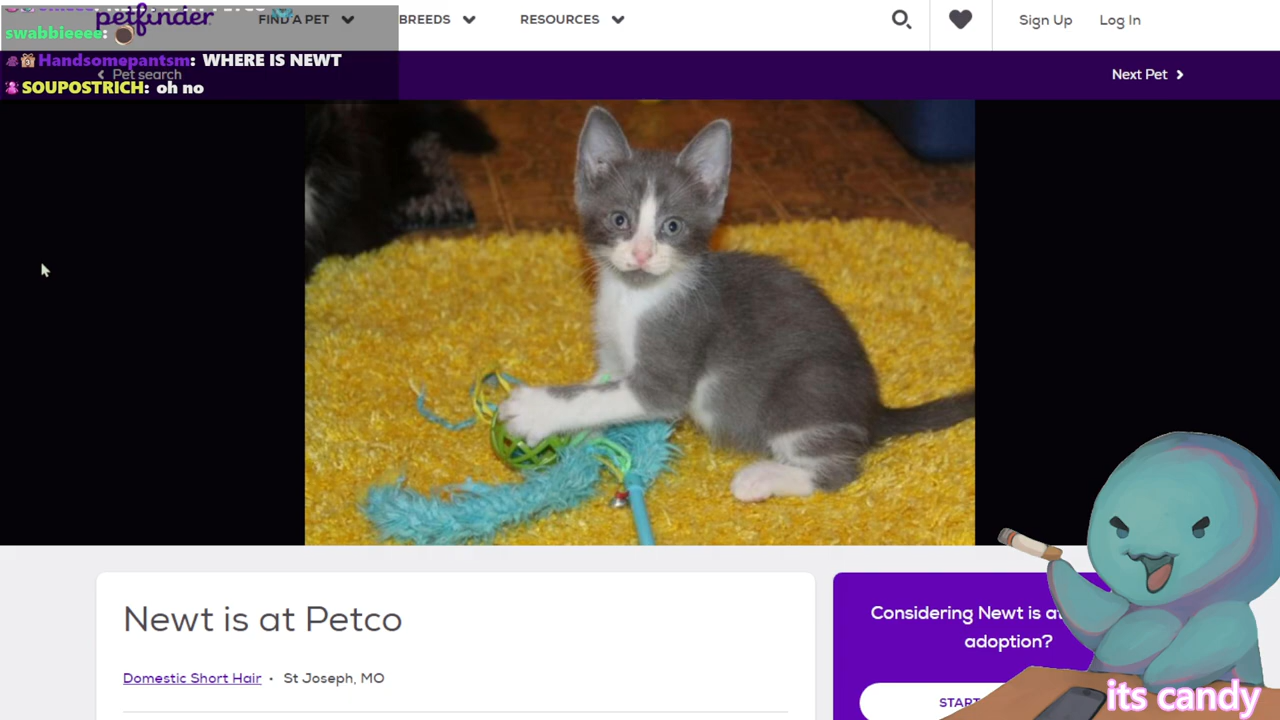 petfinder
FIND A PET
BREEDS
RESOURCES
Sign Up
Log In
swabbieeee:
Handsomepantsm: WHERE IS NEWT
Pet search
SOUPOSTRICH: oh no
Next Pet
Newt is at Petco
Domestic Short Hair • St Joseph, MO
Considering Newt is at
adoption?
START
its candy